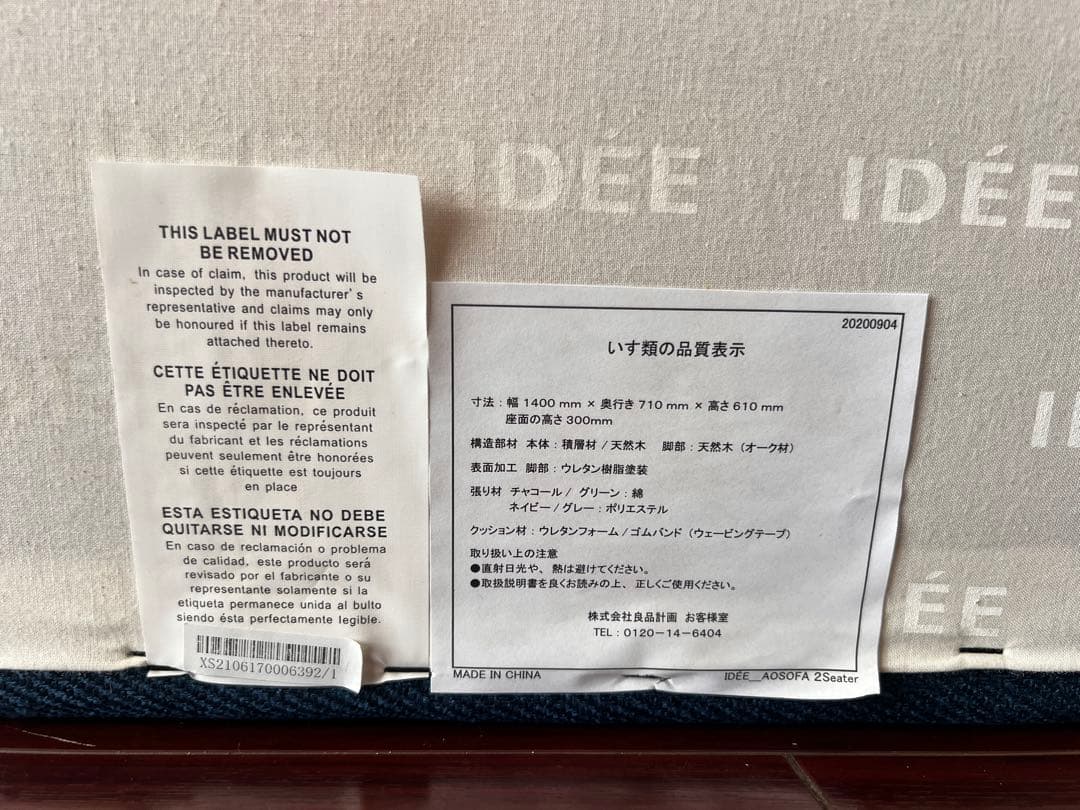 IDÉE
IDÉE
THIS LABEL MUST NOT
BE REMOVED
In case of claim, this product will be
inspected by the manufacturer's
representative and claims may only
be honoured if this label remains
attached thereto.
CETTE ÉTIQUETTE NE DOIT
PAS ÊTRE ENLEVÉE
En cas de réclamation, ce produit
sera inspecté par le représentant
du fabricant et les réclamations
peuvent seulement être honorées
si cette étiquette est toujours
en place
ESTA ESTIQUETA NO DEBE
QUITARSE NI MODIFICARSE
En caso de reclamación o problema
de calidad, este producto será
revisado por el fabricante o su
representante solamente si la
etiqueta permanece unida al bulto
siendo ésta perfectamente legible.
XS2106170006392/1
20200904
いす類の品質表示
寸法：幅 1400 mm × 奥行き 710 mm × 高さ 610 mm
座面の高さ 300mm
構造部材 本体：積層材 / 天然木 脚部：天然木（オーク材）
表面加工 脚部：ウレタン樹脂塗装
張り材 チャコール / グリーン：綿
ネイビー / グレー：ポリエステル
クッション材：ウレタンフォーム / ゴムバンド（ウェービングテープ）
取り扱い上の注意
●直射日光や、熱は避けてください。
●取扱説明書を良くお読みの上、正しくご使用ください。
株式会社良品計画 お客様室
TEL：0120-14-6404
MADE IN CHINA
IDÉE__AOSOFA 2Seater
ÉE